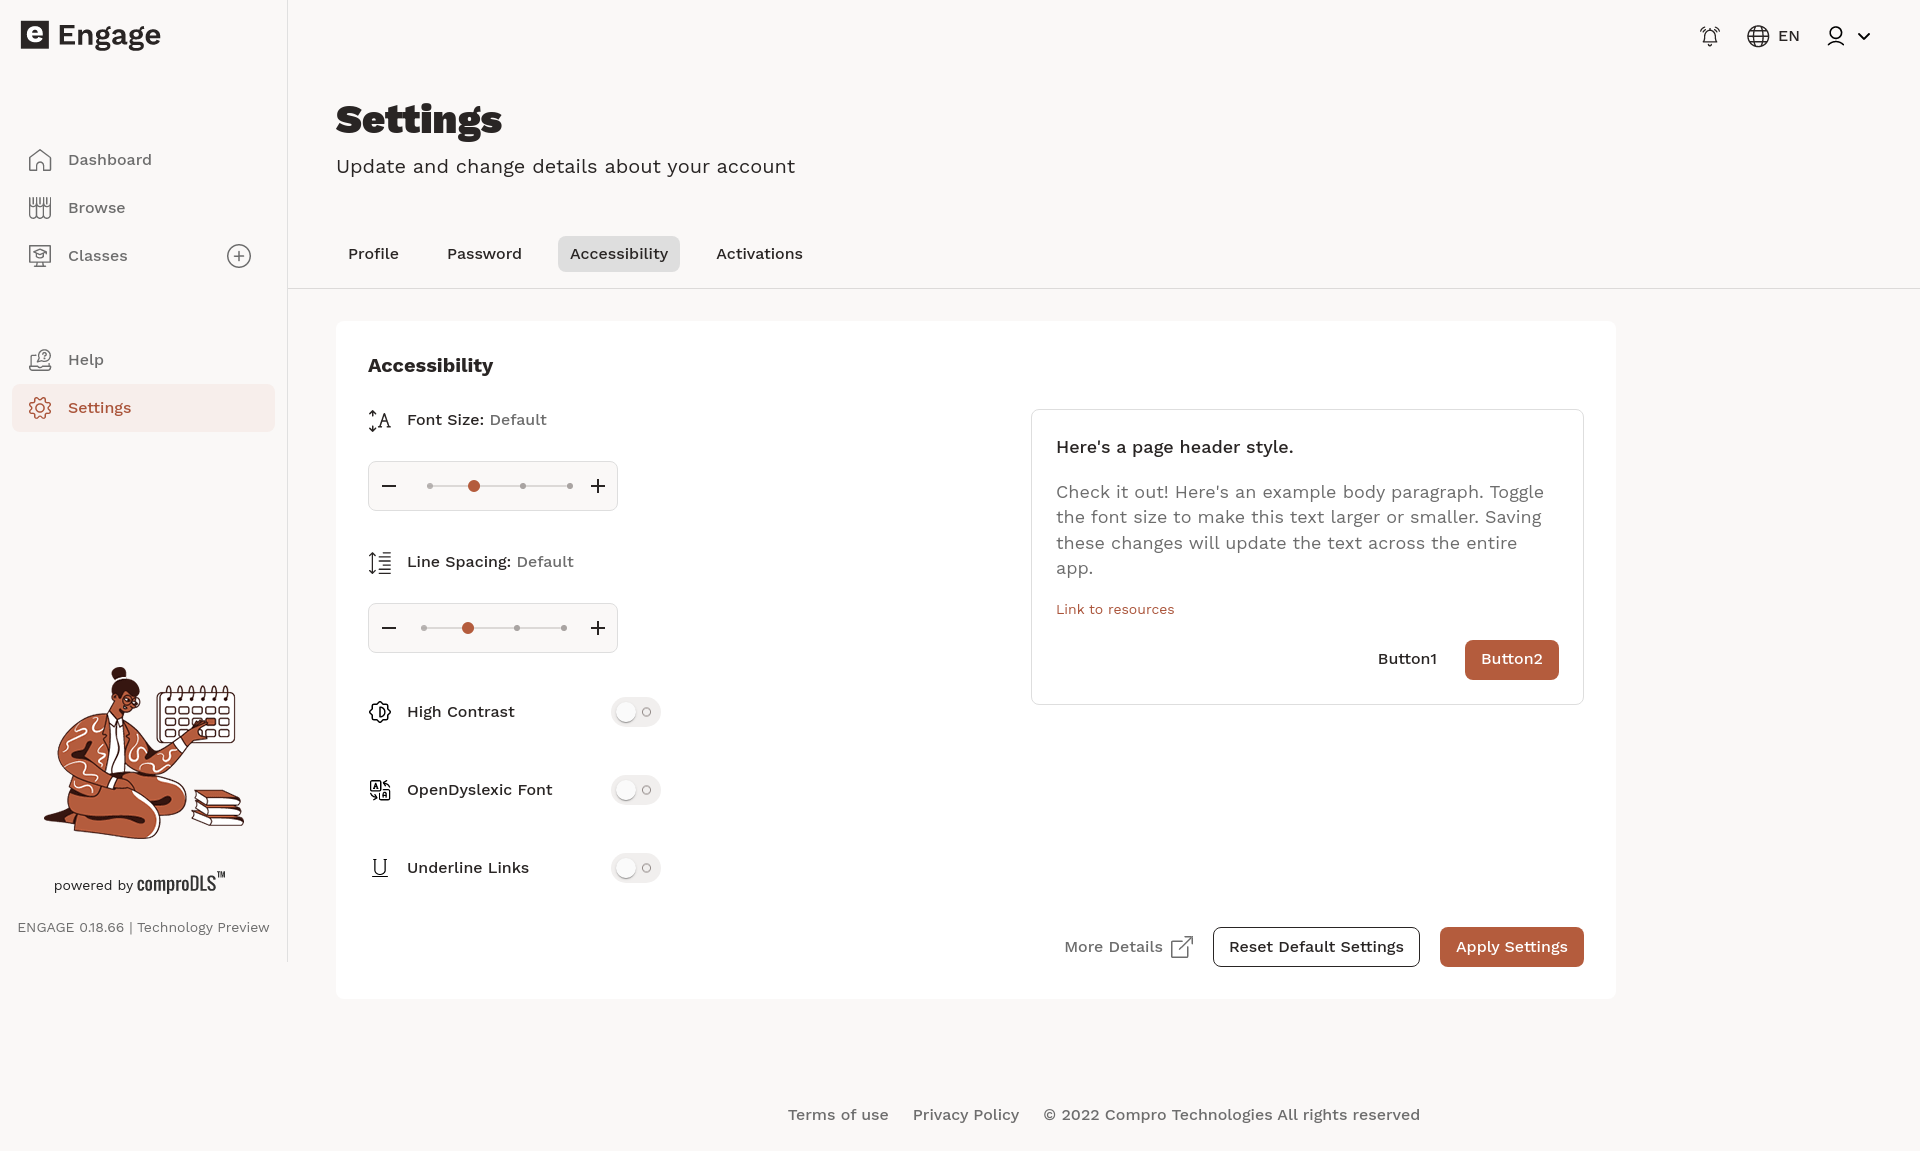 e Engage
EN
Dashboard
Browse
Classes
Help
Settings
powered by comproDLS™
ENGAGE 0.18.66 | Technology Preview
Settings
Update and change details about your account
Profile
Password
Accessibility
Activations
Accessibility
Font Size: Default
Line Spacing: Default
High Contrast
OpenDyslexic Font
Underline Links
Here's a page header style.
Check it out! Here's an example body paragraph. Toggle
the font size to make this text larger or smaller. Saving
these changes will update the text across the entire
app.
Link to resources
Button1
Button2
More Details
Reset Default Settings
Apply Settings
Terms of use
Privacy Policy
© 2022 Compro Technologies All rights reserved